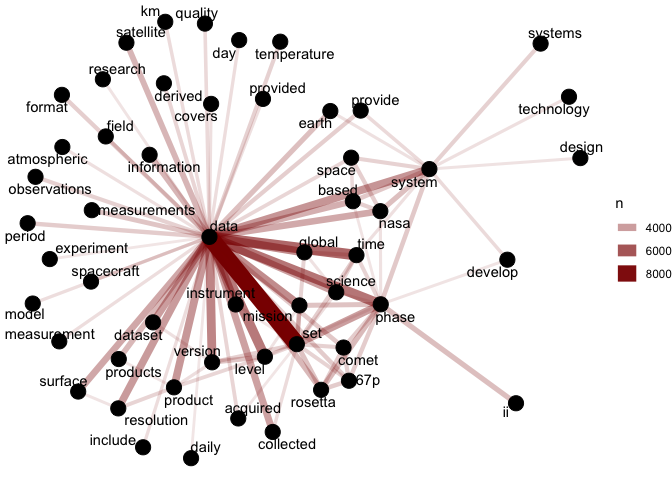 km
quality
satellite
systems
day
temperature
research
provided
derived
format
covers
provide
technology
earth
field
design
atmospheric
information
space
system
observations
based
measurements
nasa
period
data
global
time
experiment
spacecraft
science
develop
instrument
n
4000
6000
8000
model
mission
phase
measurement
dataset
set
version
comet
products
level
surface
67p
product
rosetta
resolution
acquired
ii
include
daily
collected